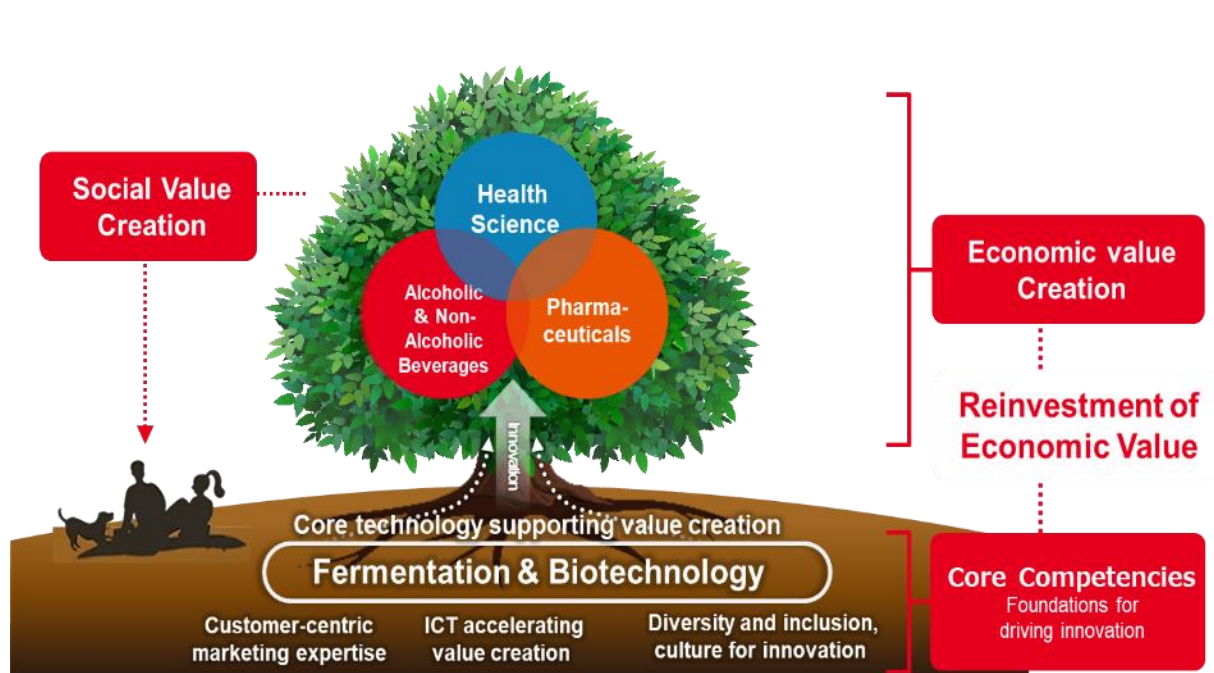 Social Value
Creation
Health
Science
Alcoholic
& Non-
Alcoholic
Beverages
Pharma-
ceuticals
Innovation
Economic value
Creation
Reinvestment of
Economic Value
Core technology supporting value creation
Fermentation & Biotechnology
Customer-centric
marketing expertise
ICT accelerating
value creation
Diversity and inclusion,
culture for innovation
Core Competencies
Foundations for
driving innovation